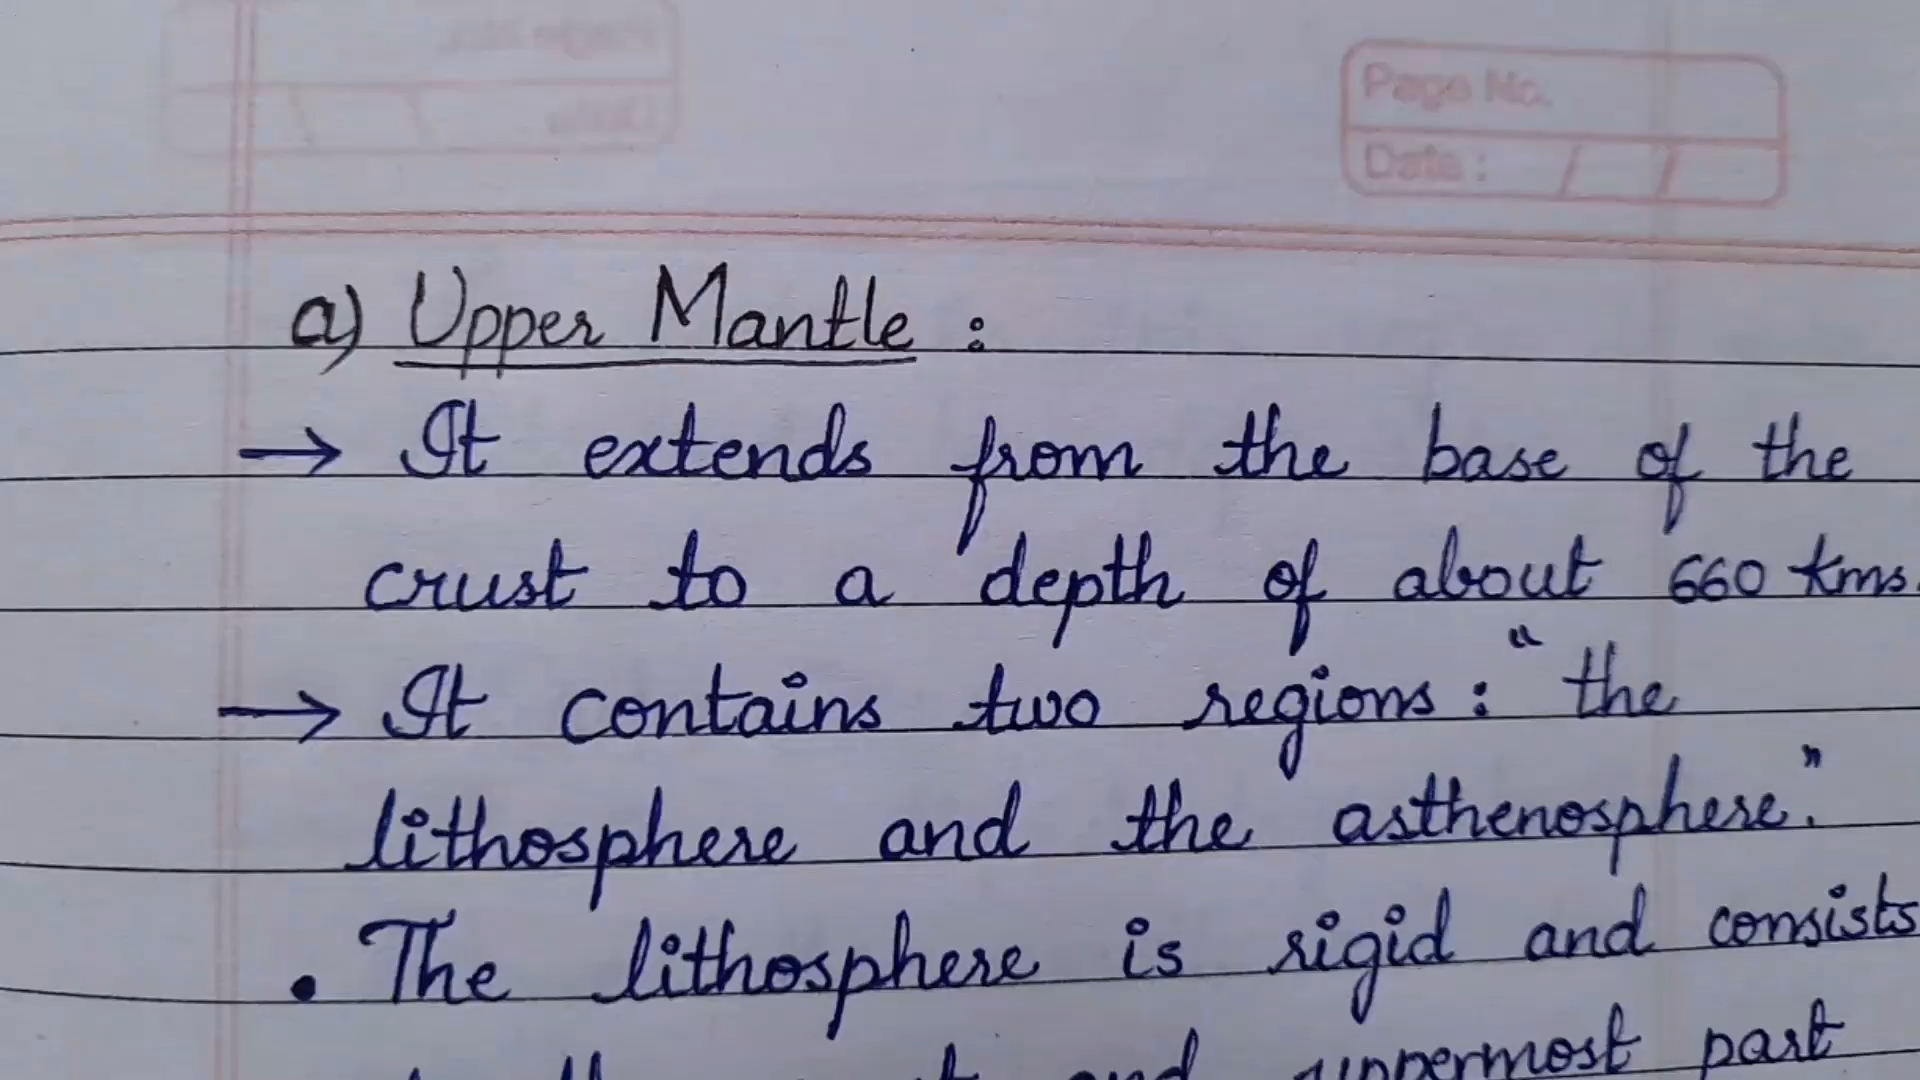 Page No.
Date : / /
a) Upper Mantle :
→ It extends from the base of the
crust to a depth of about 660 kms.
→ It contains two regions : "the
lithosphere and the asthenosphere."
• The lithosphere is rigid and consists
and uppermost part